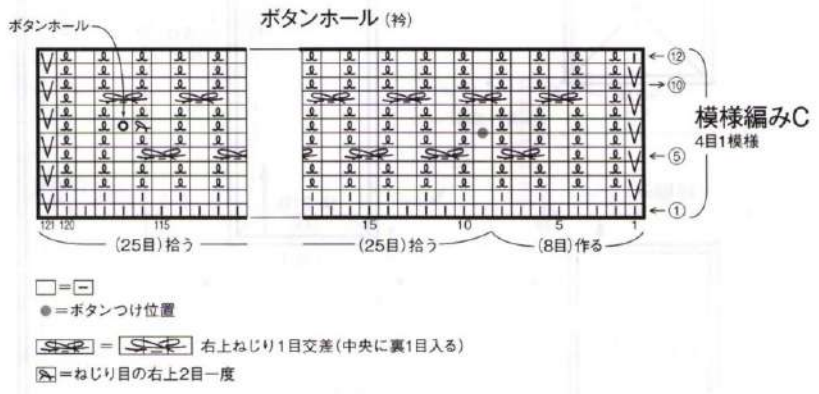 ボタンホール(衿)
ボタンホール
⑫
⑩
模様編みC
4目1模様
⑤
①
121 120 115 15 10 5 1
(25目)拾う (25目)拾う (8目)作る
□=⊟
●=ボタンつけ位置
= 右上ねじり1目交差(中央に裏1目入る)
=ねじり目の右上2目一度